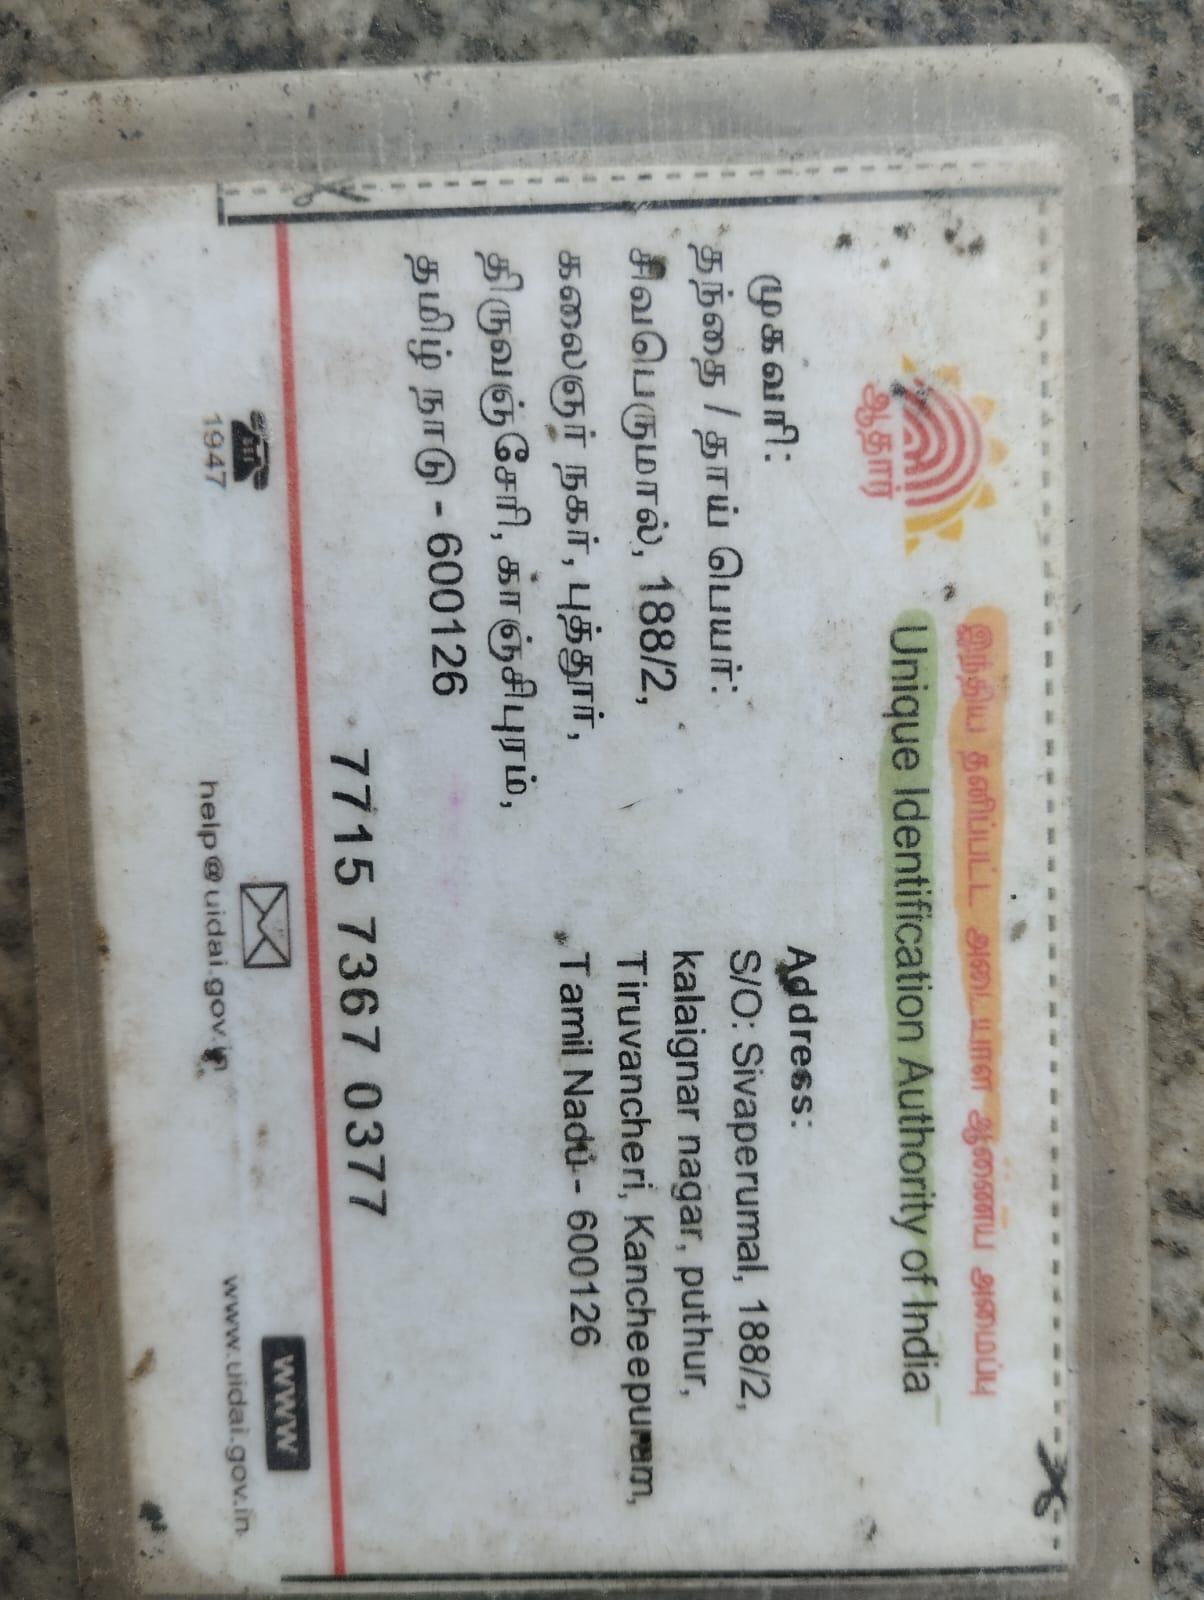 இந்திய தனிப்பட்ட அடையாள ஆணைய அமைப்பு
Unique Identification Authority of India
ஆதார்
முகவரி:
தந்தை / தாய் பெயர்:
சிவபெருமால், 188/2,
கலைஞர் நகர், புத்தூர்,
திருவஞ்சேரி, காஞ்சிபுரம்,
தமிழ் நாடு - 600126
Address:
S/O: Sivaperumal, 188/2,
kalaignar nagar, puthur,
Tiruvancheri, Kancheepuram,
Tamil Nadu - 600126
7715 7367 0377
1947
help@uidai.gov.in
www
www.uidai.gov.in